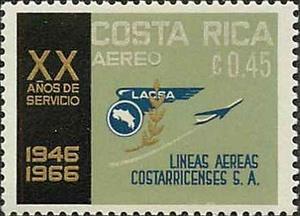 XX
AÑOS DE
SERVICIO
1946
1966
COSTA RICA
AEREO
₡ 0.45
LACSA
LINEAS AEREAS
COSTARRICENSES S. A.